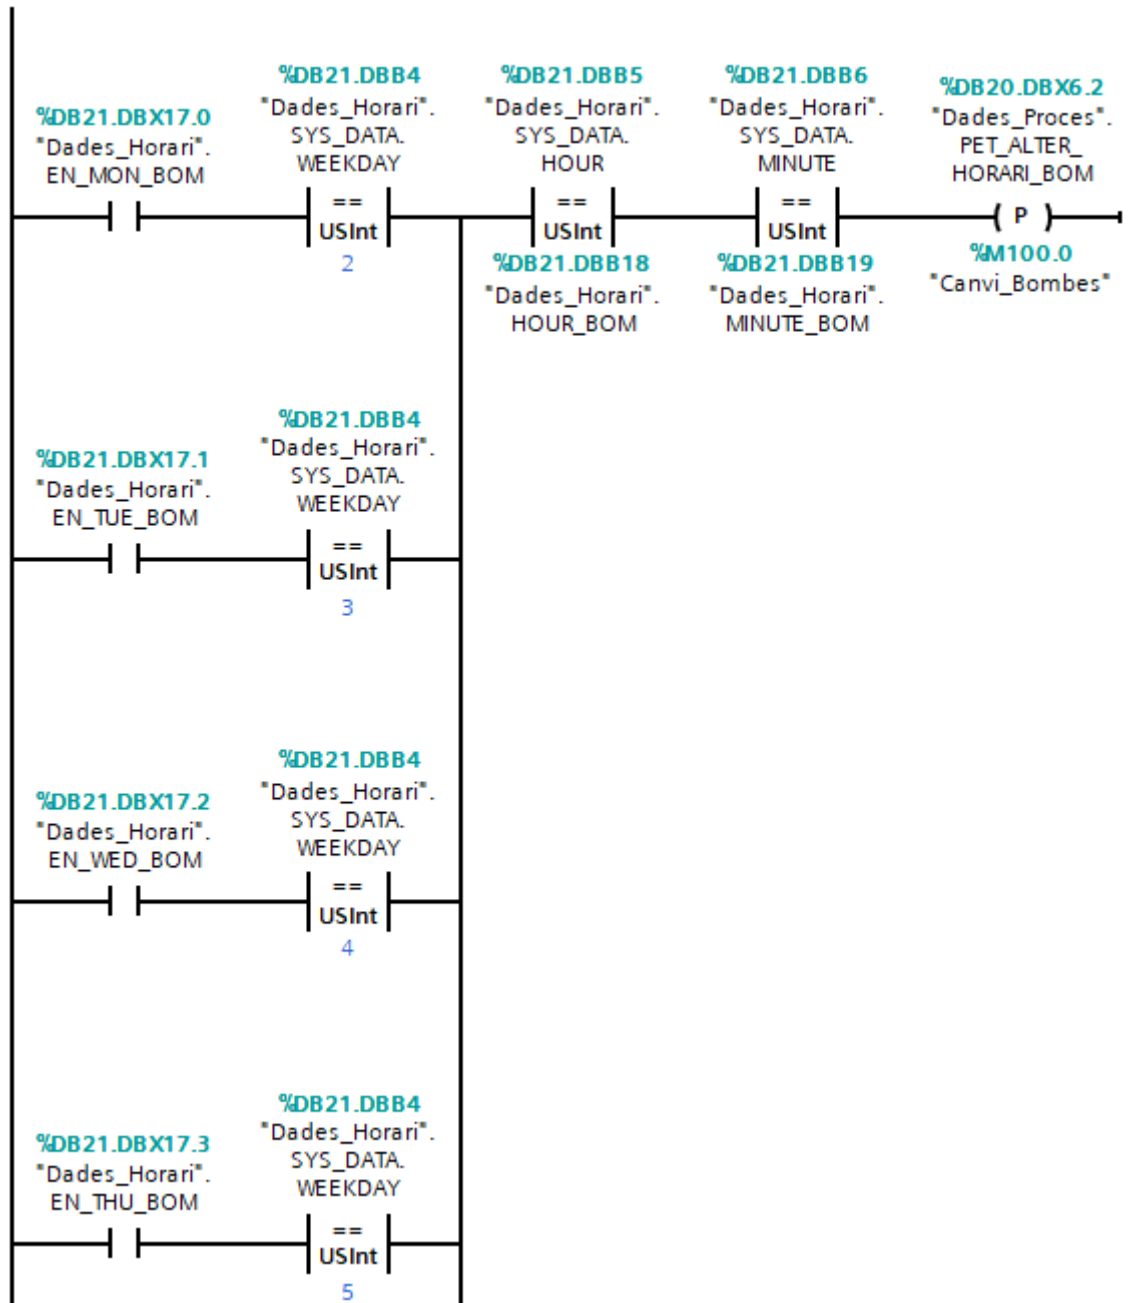 %DB21.DBX17.0
"Dades_Horari".
EN_MON_BOM
%DB21.DBB4
"Dades_Horari".
SYS_DATA.
WEEKDAY
==
USInt
2
%DB21.DBB5
"Dades_Horari".
SYS_DATA.
HOUR
==
USInt
%DB21.DBB18
"Dades_Horari".
HOUR_BOM
%DB21.DBB6
"Dades_Horari".
SYS_DATA.
MINUTE
==
USInt
%DB21.DBB19
"Dades_Horari".
MINUTE_BOM
%DB20.DBX6.2
"Dades_Proces".
PET_ALTER_
HORARI_BOM
P
%M100.0
"Canvi_Bombes"
%DB21.DBX17.1
"Dades_Horari".
EN_TUE_BOM
%DB21.DBB4
"Dades_Horari".
SYS_DATA.
WEEKDAY
==
USInt
3
%DB21.DBX17.2
"Dades_Horari".
EN_WED_BOM
%DB21.DBB4
"Dades_Horari".
SYS_DATA.
WEEKDAY
==
USInt
4
%DB21.DBX17.3
"Dades_Horari".
EN_THU_BOM
%DB21.DBB4
"Dades_Horari".
SYS_DATA.
WEEKDAY
==
USInt
5